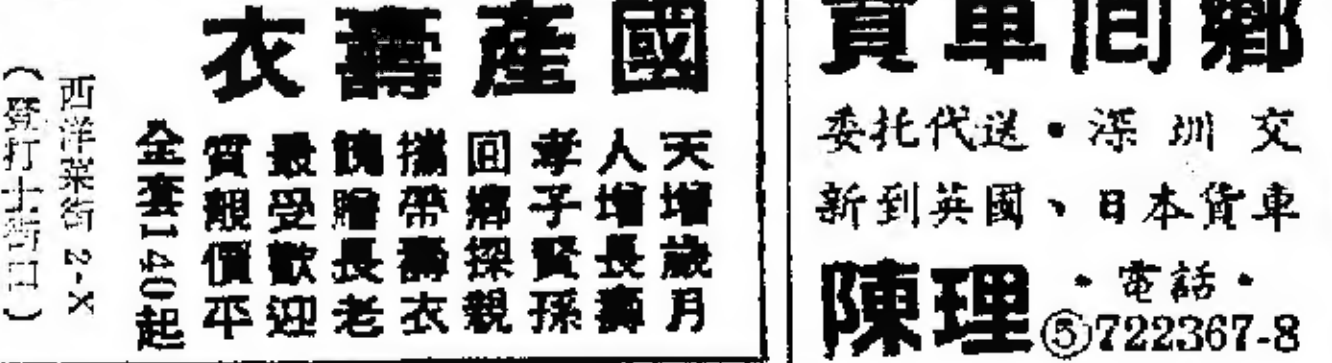 國產壽衣
天增歲月
人增長壽
孝子賢孫
回鄉探親
攜帶壽衣
餽贈長老
最受歡迎
質靚價平
全套140起
西洋菜街 2-X
（登打士街口）
貨車回鄉
委托代送•深圳交
新到英國、日本貨車
陳理
•電話•
⑤722367-8